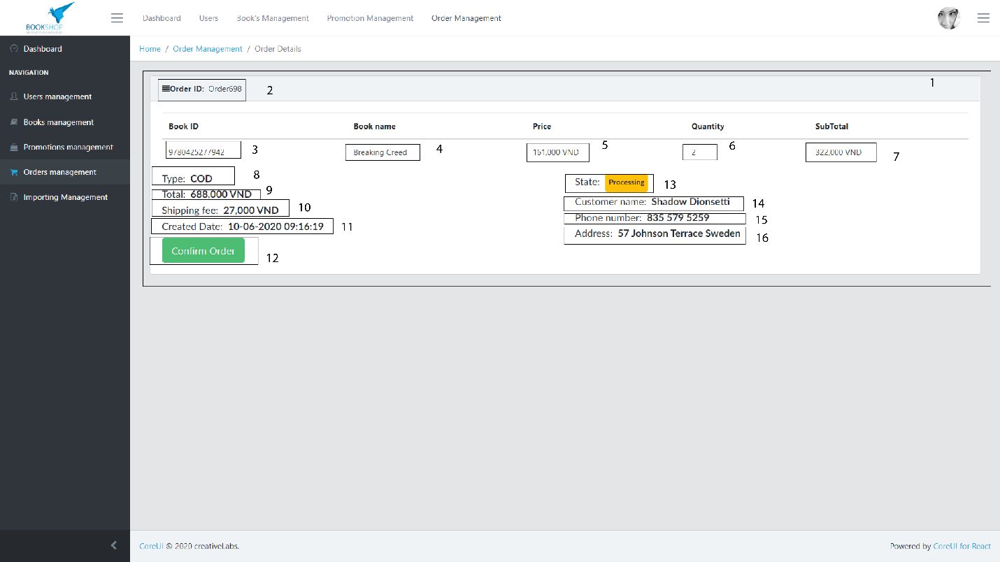 BOOKSHOP
Dashboard Users Book's Management Promotion Management Order Management
Dashboard
Home / Order Management / Order Details
NAVIGATION
Users management
Books management
Promotions management
Orders management
Importing Management
1
Order ID: Order698 2
Book ID Book name Price Quantity SubTotal
9780425277942 3 Breaking Creed 4 161,000 VND 5 2 6 322,000 VND 7
Type: COD 8
Total: 688,000 VND 9
Shipping fee: 27,000 VND 10
Created Date: 10-06-2020 09:16:19 11
Confirm Order 12
State: Processing 13
Customer name: Shadow Dionsetti 14
Phone number: 835 579 5259 15
Address: 57 Johnson Terrace Sweden 16
CoreUI © 2020 creativeLabs. Powered by CoreUI for React